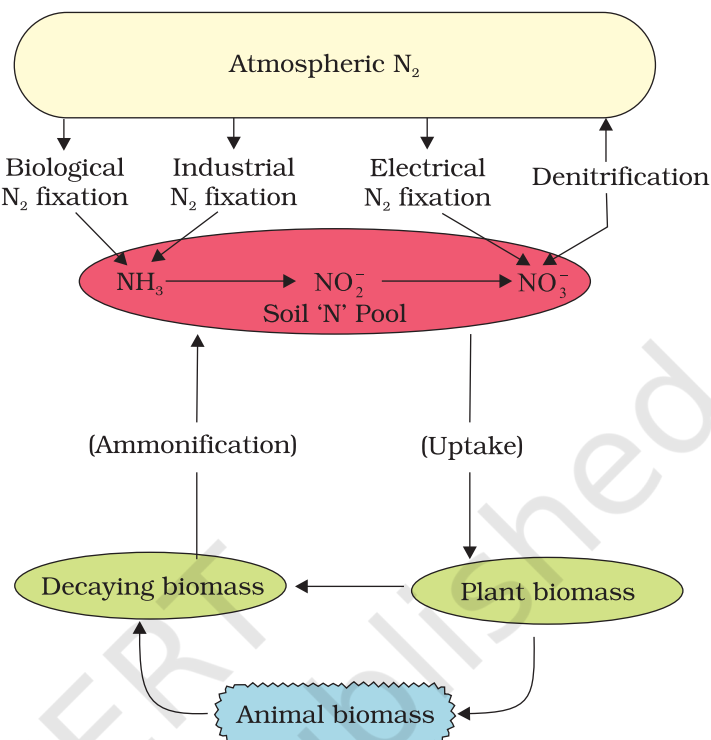 Atmospheric N₂
Biological
N₂ fixation
Industrial
N₂ fixation
Electrical
N₂ fixation
Denitrification
NH₃
NO₂⁻
NO₃⁻
Soil ‘N’ Pool
(Ammonification)
(Uptake)
Decaying biomass
Plant biomass
Animal biomass